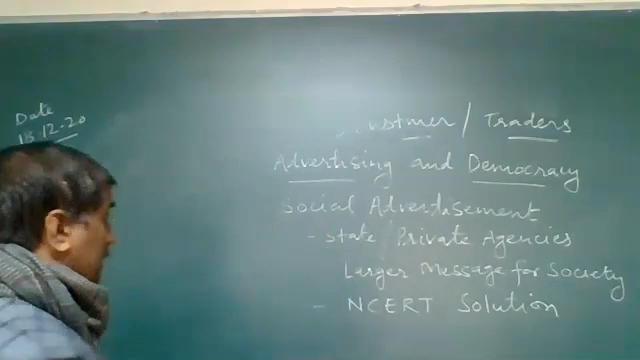 Date
18.12.20
/ Traders
Advertising and Democracy
Social Advertisement
- State / Private Agencies
Larger Message for Society
- NCERT Solution